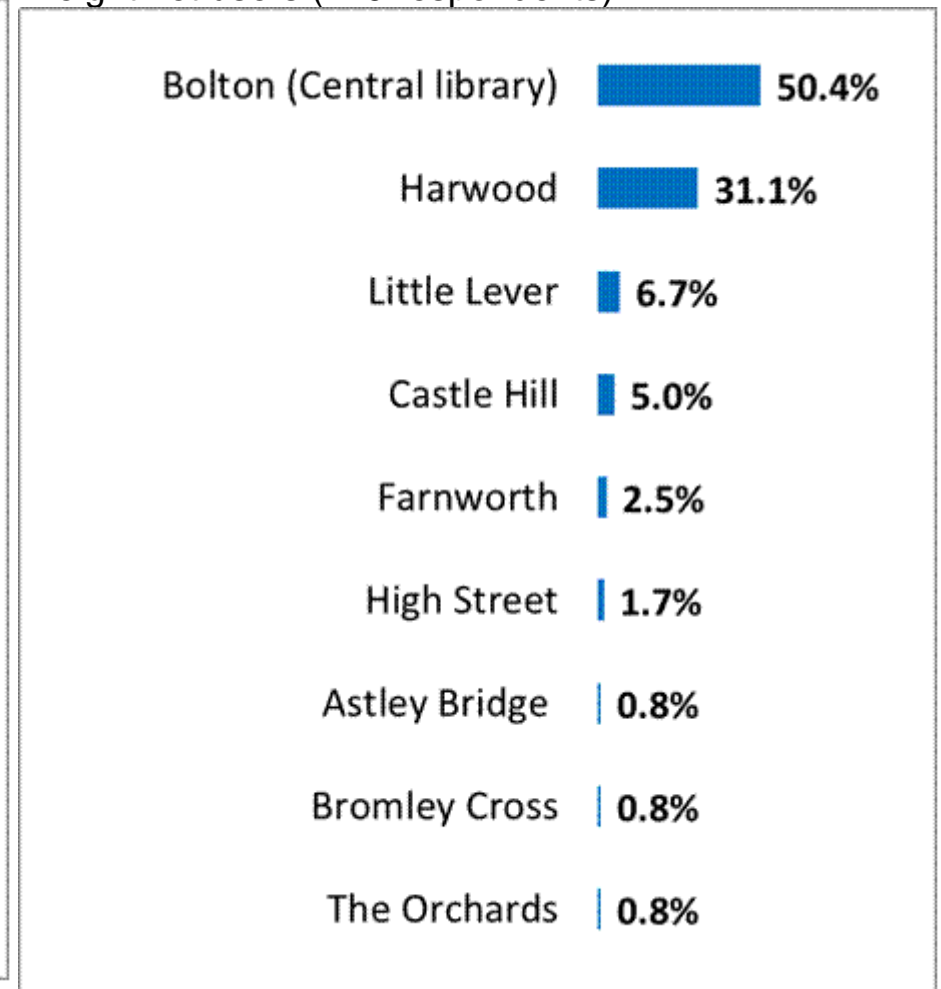 Bolton (Central library) 50.4%
Harwood 31.1%
Little Lever 6.7%
Castle Hill 5.0%
Farnworth 2.5%
High Street 1.7%
Astley Bridge 0.8%
Bromley Cross 0.8%
The Orchards 0.8%